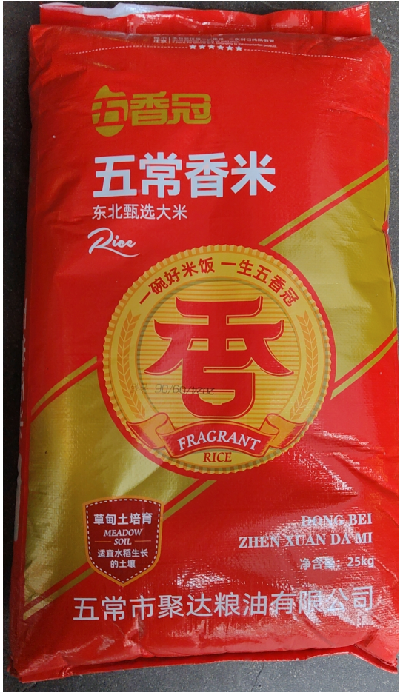 五香冠
五常香米
东北甄选大米
Rice
一碗好米饭 一生五香冠
香
FRAGRANT
RICE
草甸土培育
MEADOW
SOIL
适宜水稻生长
的土壤
DONG BEI
ZHEN XUAN DA MI
净含量：25kg
五常市聚达粮油有限公司